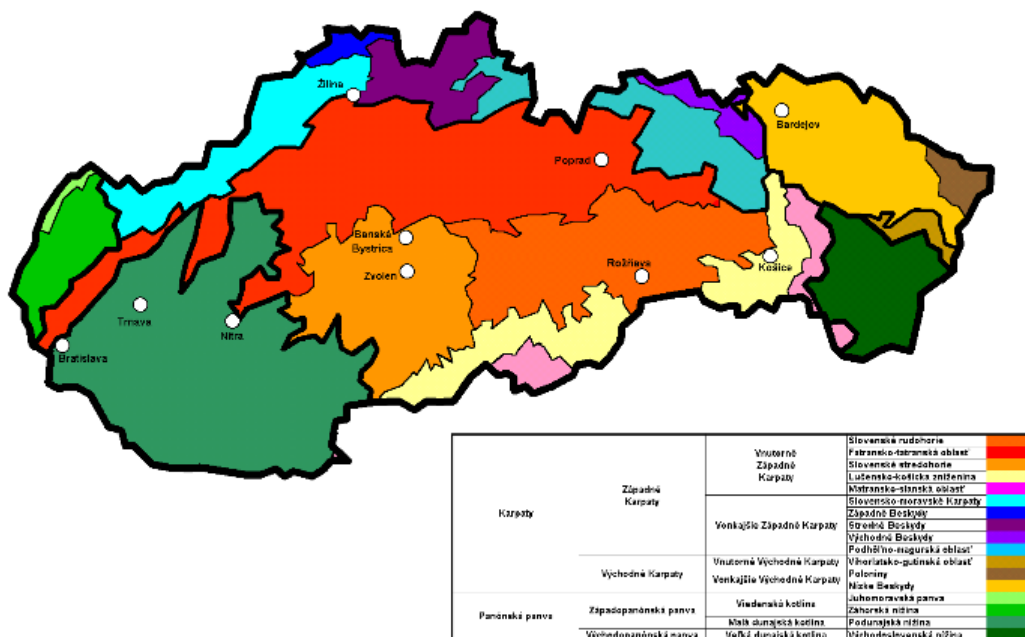 Žilina
Bardejov
Poprad
Banská
Bystrica
Zvolen
Rožňava
Košice
Trnava
Nitra
Bratislava
Karpaty
Západné
Karpaty
Vnutorné
Západné
Karpaty
Slovenské rudohorie
Fatransko-tatranská oblasť
Slovenské stredohorie
Lučensko-košická zníženina
Matransko-slanská oblasť
Vonkajšie Západné Karpaty
Slovensko-moravské Karpaty
Západné Beskydy
Stredné Beskydy
Východné Beskydy
Podhôľno-magurská oblasť
Východné Karpaty
Vnutorné Východné Karpaty
Vihorlatsko-gutinská oblasť
Vonkajšie Východné Karpaty
Poloniny
Nízke Beskydy
Panónska panva
Západopanónska panva
Viedenská kotlina
Juhomoravská panva
Záhorská nížina
Malá dunajská kotlina
Podunajská nížina
Východopanónska panva
Veľká dunajská kotlina
Východoslovenská nížina